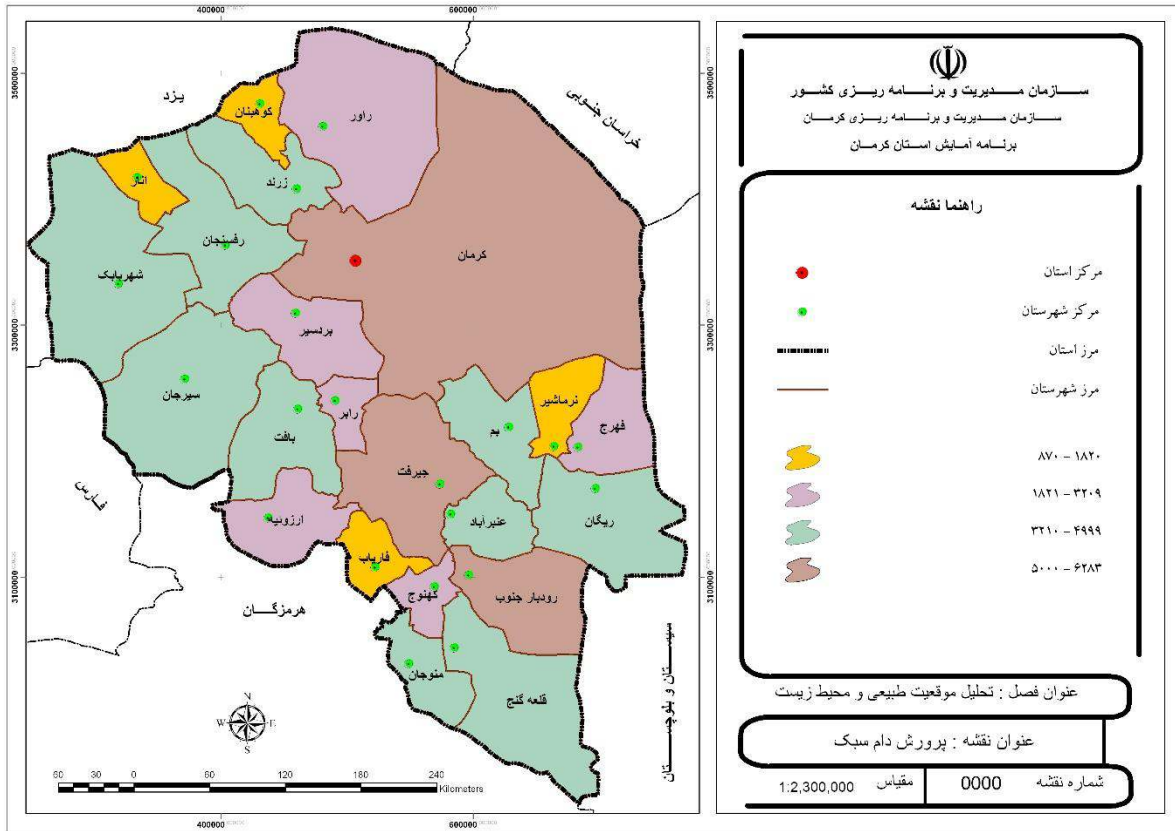 400000
600000
3500000
3500000
3300000
3300000
3100000
3100000
400000
600000
یزد
خراسان جنوبی
سیستان و بلوچستان
هرمزگان
فارس
کوهبنان
راور
انار
زرند
رفسنجان
کرمان
شهربابک
بردسیر
سیرجان
رابر
بافت
بم
نرماشیر
فهرج
جیرفت
عنبرآباد
ریگان
ارزوئیه
فاریاب
کهنوج
رودبار جنوب
منوجان
قلعه گنج
N
W
E
S
60 30 0 60 120 180 240
Kilometers
سازمان مدیریت و برنامه ریزی کشور
سازمان مدیریت و برنامه ریزی کرمان
برنامه آمایش استان کرمان
راهنما نقشه
مرکز استان
مرکز شهرستان
مرز استان
مرز شهرستان
۸۷۰ – ۱۸۲۰
۱۸۲۱ – ۳۲۰۹
۳۲۱۰ – ۴۹۹۹
۵۰۰۰ – ۶۲۸۳
عنوان فصل : تحلیل موقعیت طبیعی و محیط زیست
عنوان نقشه : پرورش دام سبک
شماره نقشه 0000 مقیاس 1:2,300,000